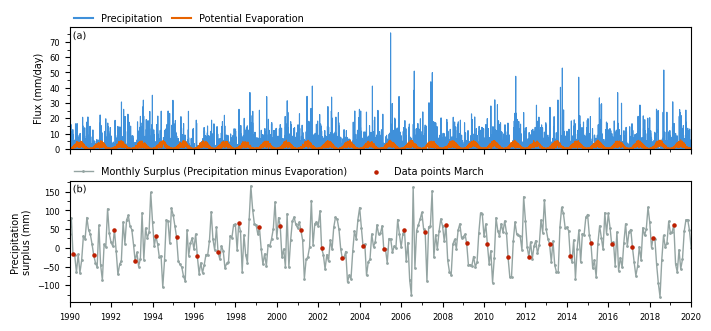 Precipitation Potential Evaporation
(a)
Flux (mm/day)
70
60
50
40
30
20
10
0
Monthly Surplus (Precipitation minus Evaporation) Data points March
(b)
Precipitation
surplus (mm)
150
100
50
0
−50
−100
1990 1992 1994 1996 1998 2000 2002 2004 2006 2008 2010 2012 2014 2016 2018 2020